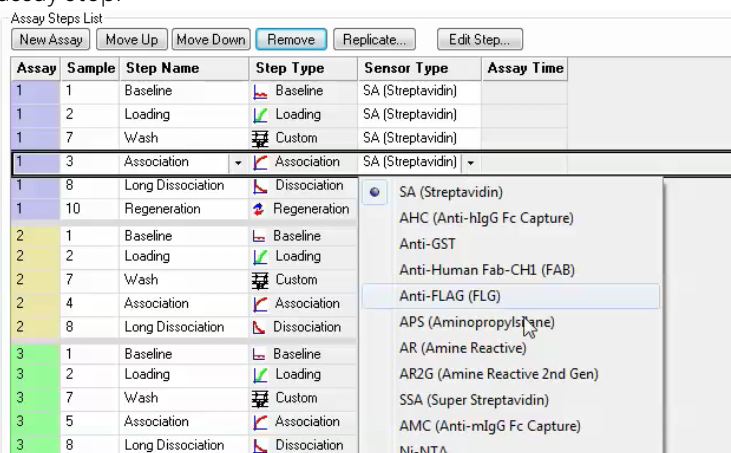 assay step.
Assay Steps List
New Assay Move Up Move Down Remove Replicate... Edit Step...
Assay Sample Step Name Step Type Sensor Type Assay Time
1 1 Baseline Baseline SA (Streptavidin)
1 2 Loading Loading SA (Streptavidin)
1 7 Wash Custom SA (Streptavidin)
1 3 Association Association SA (Streptavidin)
1 8 Long Dissociation Dissociation
1 10 Regeneration Regeneration
2 1 Baseline Baseline
2 2 Loading Loading
2 7 Wash Custom
2 4 Association Association
2 8 Long Dissociation Dissociation
3 1 Baseline Baseline
3 2 Loading Loading
3 7 Wash Custom
3 5 Association Association
3 8 Long Dissociation Dissociation
SA (Streptavidin)
AHC (Anti-hIgG Fc Capture)
Anti-GST
Anti-Human Fab-CH1 (FAB)
Anti-FLAG (FLG)
APS (Aminopropylsilane)
AR (Amine Reactive)
AR2G (Amine Reactive 2nd Gen)
SSA (Super Streptavidin)
AMC (Anti-mIgG Fc Capture)
Ni-NTA